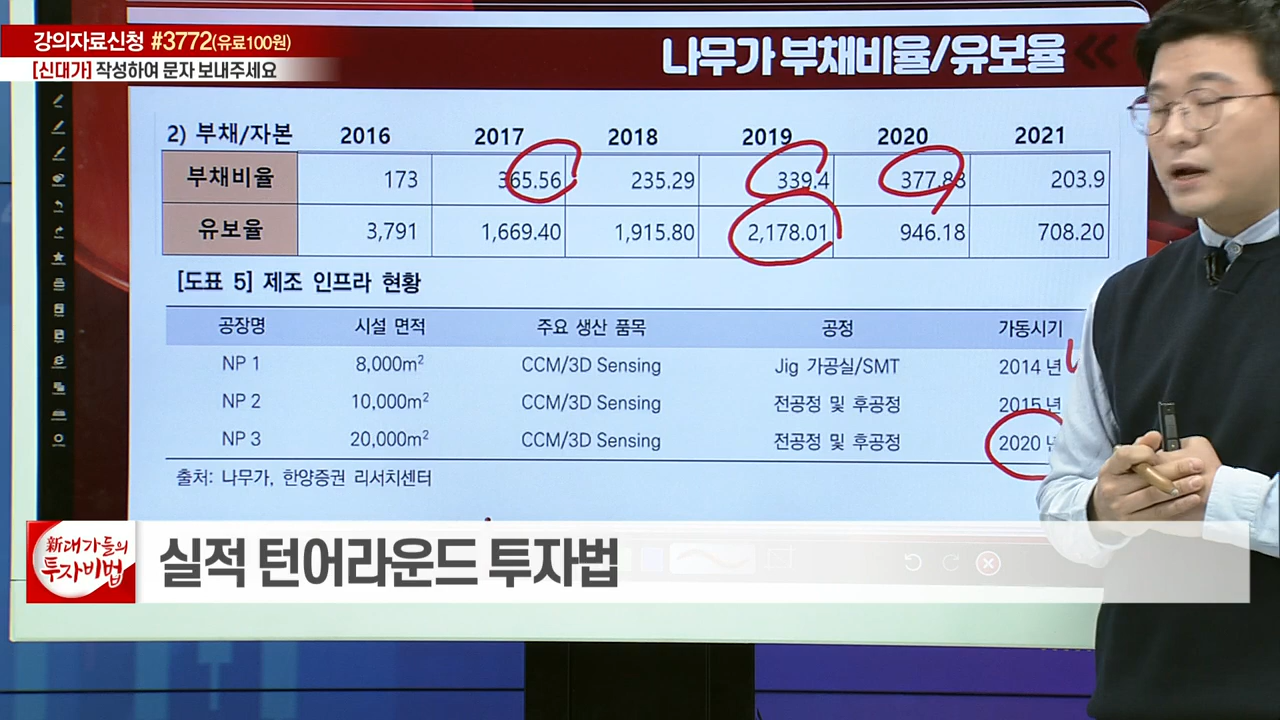 강의자료신청 #3772(유료100원)
[신대가] 작성하여 문자 보내주세요
나무가 부채비율/유보율
2) 부채/자본 2016 2017 2018 2019 2020 2021
부채비율 173 365.56 235.29 339.4 377.88 203.9
유보율 3,791 1,669.40 1,915.80 2,178.01 946.18 708.20
[도표 5] 제조 인프라 현황
공장명 시설 면적 주요 생산 품목 공정 가동시기
NP 1 8,000m² CCM/3D Sensing Jig 가공실/SMT 2014 년
NP 2 10,000m² CCM/3D Sensing 전공정 및 후공정 2015 년
NP 3 20,000m² CCM/3D Sensing 전공정 및 후공정 2020 년
출처: 나무가, 한양증권 리서치센터
新대가들의
투자비법
실적 턴어라운드 투자법